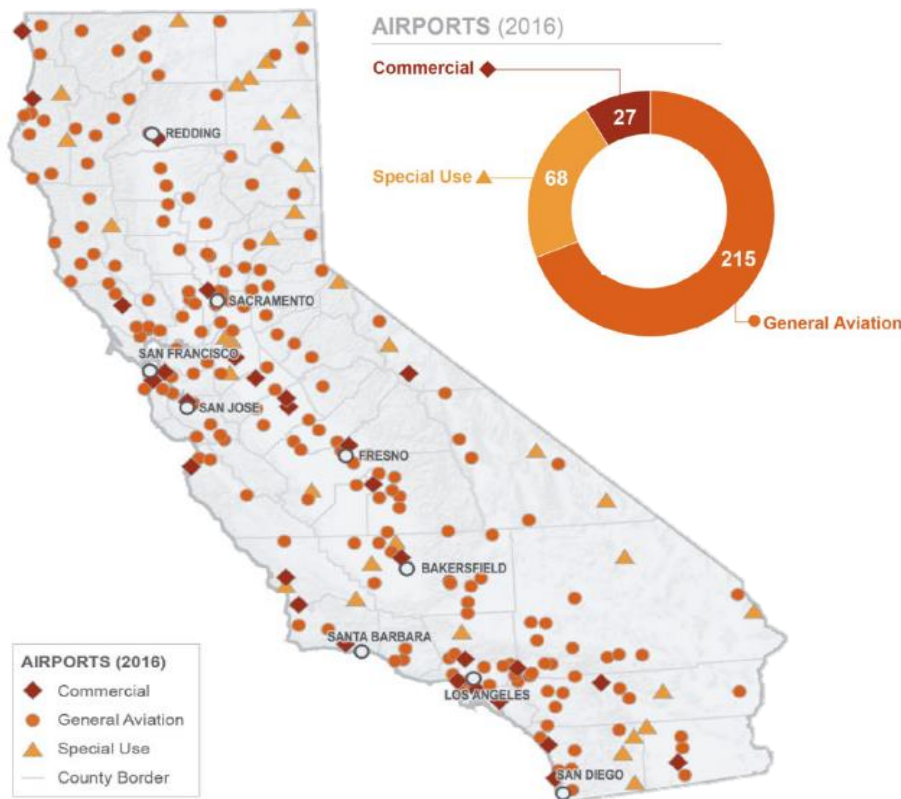 AIRPORTS (2016)
Commercial
27
Special Use
68
215
General Aviation
REDDING
SACRAMENTO
SAN FRANCISCO
SAN JOSE
FRESNO
BAKERSFIELD
SANTA BARBARA
LOS ANGELES
SAN DIEGO
AIRPORTS (2016)
Commercial
General Aviation
Special Use
County Border